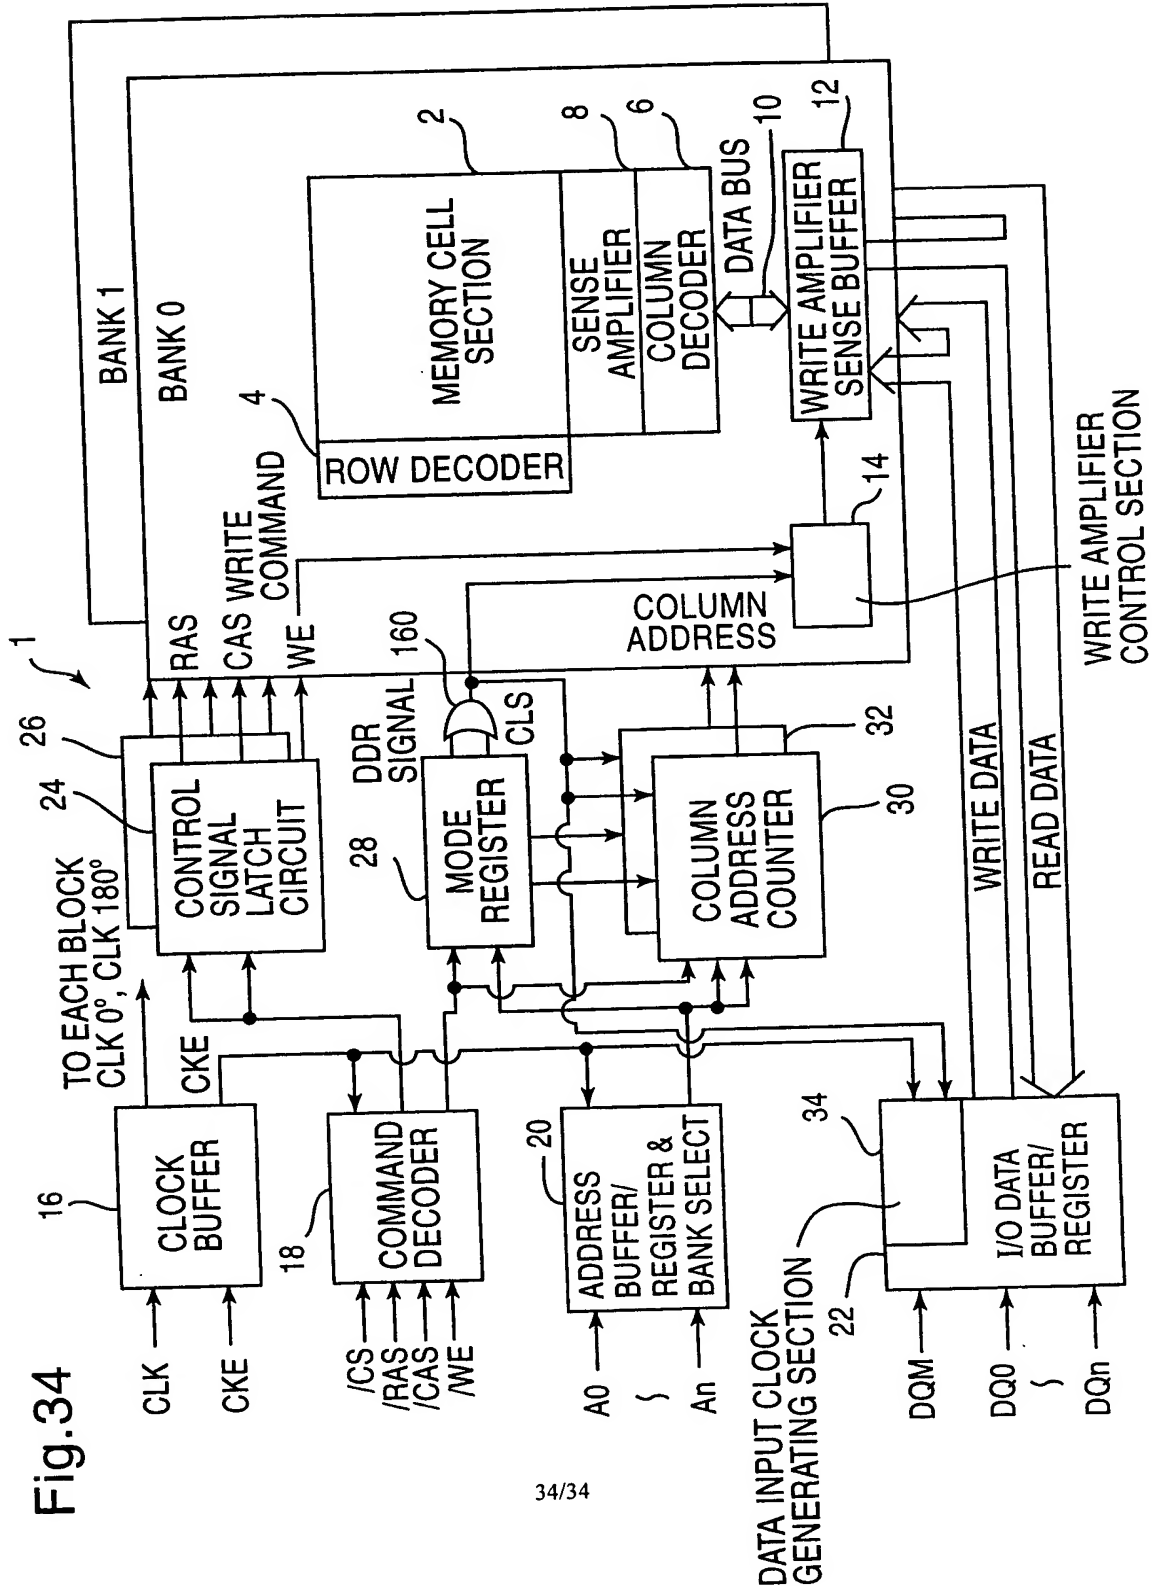 Fig.34
CLK
CKE
16
CLOCK
BUFFER
TO EACH BLOCK
CLK 0°, CLK 180°
CKE
24
26
1
CONTROL
SIGNAL
LATCH
CIRCUIT
BANK 1
BANK 0
RAS
CAS
WRITE
COMMAND
WE
/CS
/RAS
/CAS
/WE
18
COMMAND
DECODER
28
MODE
REGISTER
DDR
SIGNAL
160
CLS
4
ROW DECODER
MEMORY CELL
SECTION
2
SENSE
AMPLIFIER
8
COLUMN
DECODER
6
DATA BUS
10
A0
∼
An
20
ADDRESS
BUFFER/
REGISTER &
BANK SELECT
COLUMN
ADDRESS
COUNTER
32
30
COLUMN
ADDRESS
14
WRITE AMPLIFIER
SENSE BUFFER
12
WRITE AMPLIFIER
CONTROL SECTION
DATA INPUT CLOCK
GENERATING SECTION
22
34
DQM
DQ0
∼
DQn
I/O DATA
BUFFER/
REGISTER
WRITE DATA
READ DATA
34/34